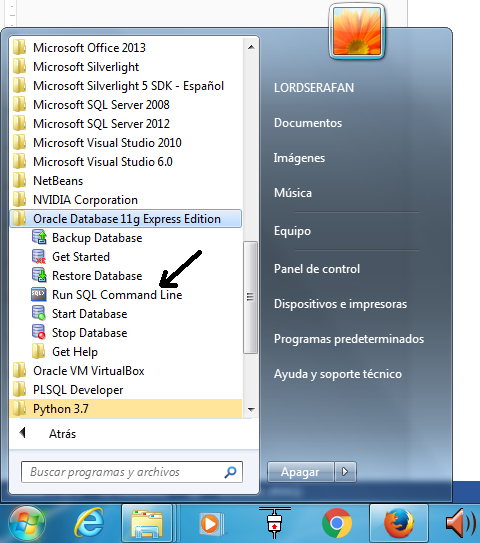 Microsoft Office 2013
Microsoft Silverlight
Microsoft Silverlight 5 SDK - Español
Microsoft SQL Server 2008
Microsoft SQL Server 2012
Microsoft Visual Studio 2010
Microsoft Visual Studio 6.0
NetBeans
NVIDIA Corporation
Oracle Database 11g Express Edition
Backup Database
Get Started
Restore Database
SQL>
Run SQL Command Line
Start Database
Stop Database
Get Help
Oracle VM VirtualBox
PLSQL Developer
Python 3.7
Atrás
Buscar programas y archivos
LORDSERAFAN
Documentos
Imágenes
Música
Equipo
Panel de control
Dispositivos e impresoras
Programas predeterminados
Ayuda y soporte técnico
Apagar